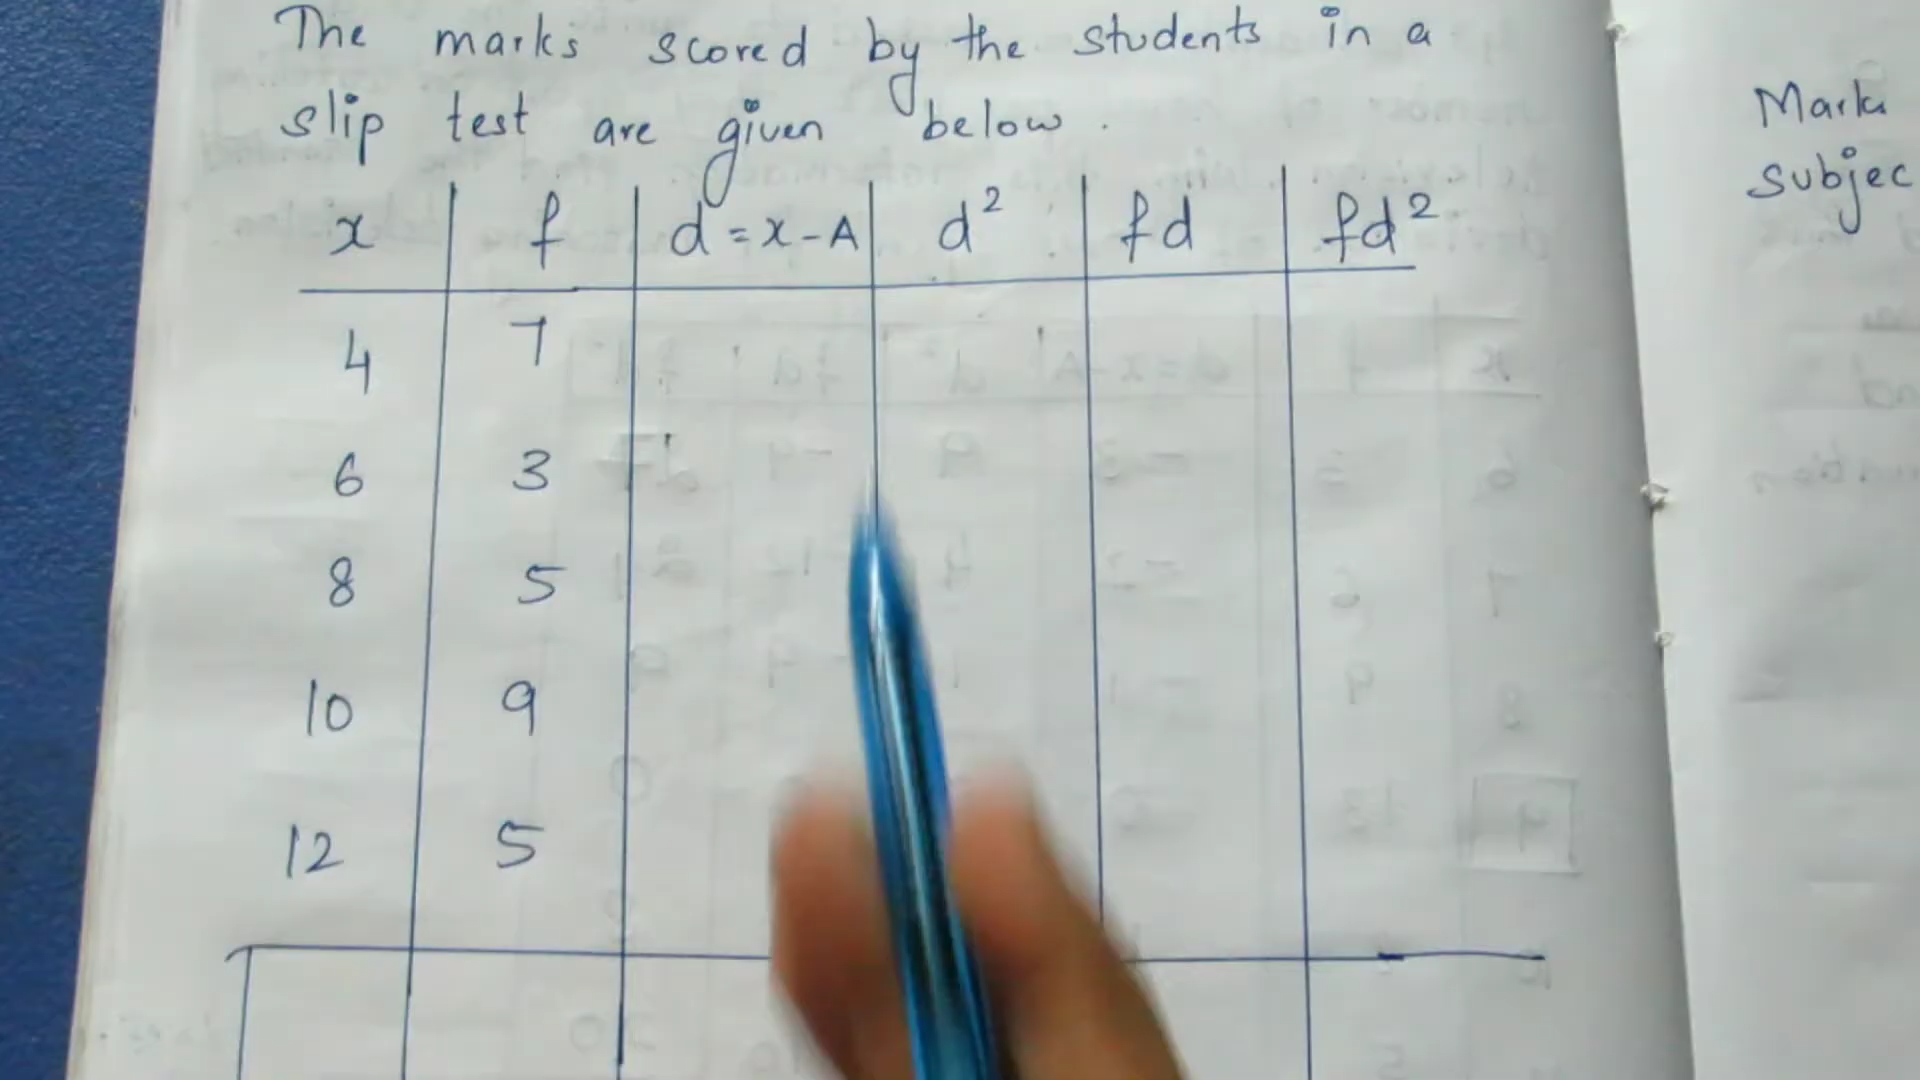 The marks scored by the students in a
slip test are given below.
x f d = x - A d² fd fd²
4 7
6 3
8 5
10 9
12 5
Marks
subjec